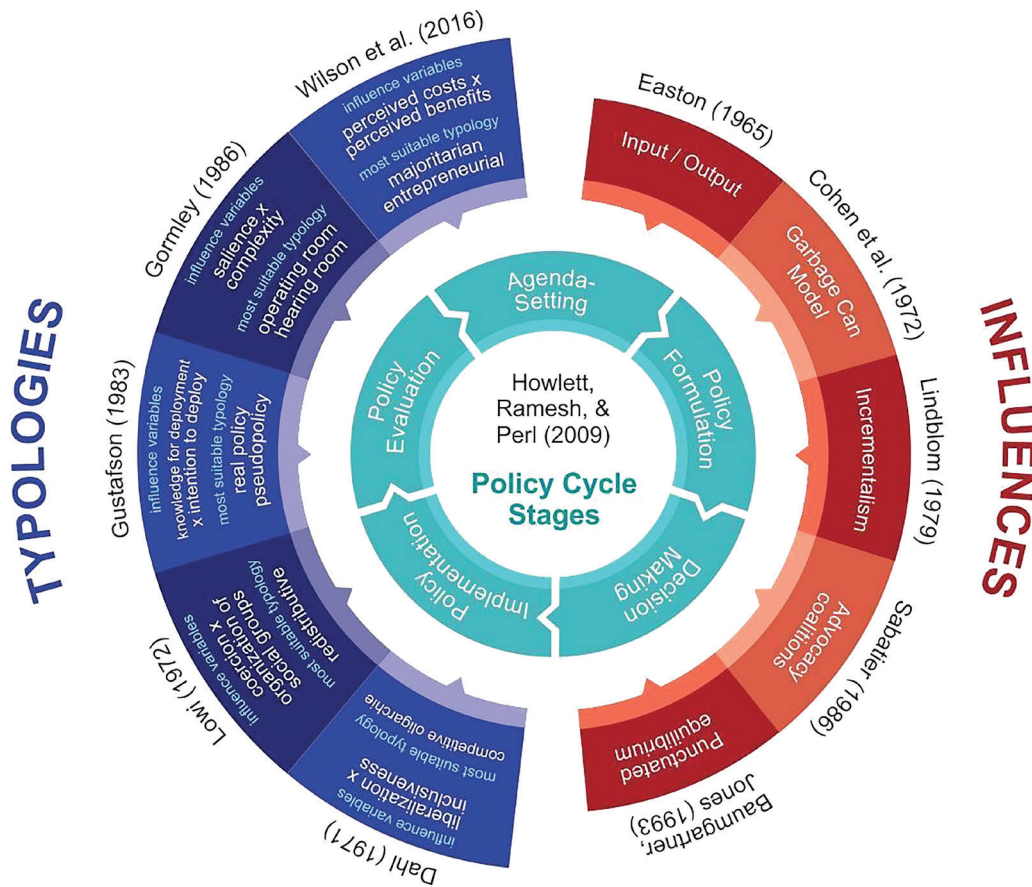 TYPOLOGIES
Wilson et al. (2016)
influence variables
perceived costs x
perceived benefits
most suitable typology
majoritarian
entrepreneurial
Gormley (1986)
influence variables
salience x
complexity
most suitable typology
operating room
hearing room
Gustafson (1983)
influence variables
knowledge for deployment
x intention to deploy
most suitable typology
real policy
pseudopolicy
Lowi (1972)
influence variables
coercion x
organization of
social groups
most suitable typology
redistributive
Dahl (1971)
influence variables
liberalization x
inclusiveness
most suitable typology
competitive oligarchie
Agenda-
Setting
Policy
Formulation
Decision
Making
Policy
Implementation
Policy
Evaluation
Howlett,
Ramesh, &
Perl (2009)
Policy Cycle
Stages
INFLUENCES
Easton (1965)
Input / Output
Cohen et al. (1972)
Garbage Can
Model
Lindblom (1979)
Incrementalism
Sabatier (1986)
Advocacy
coalitions
Baumgartner,
Jones (1993)
Punctuated
equilibrium